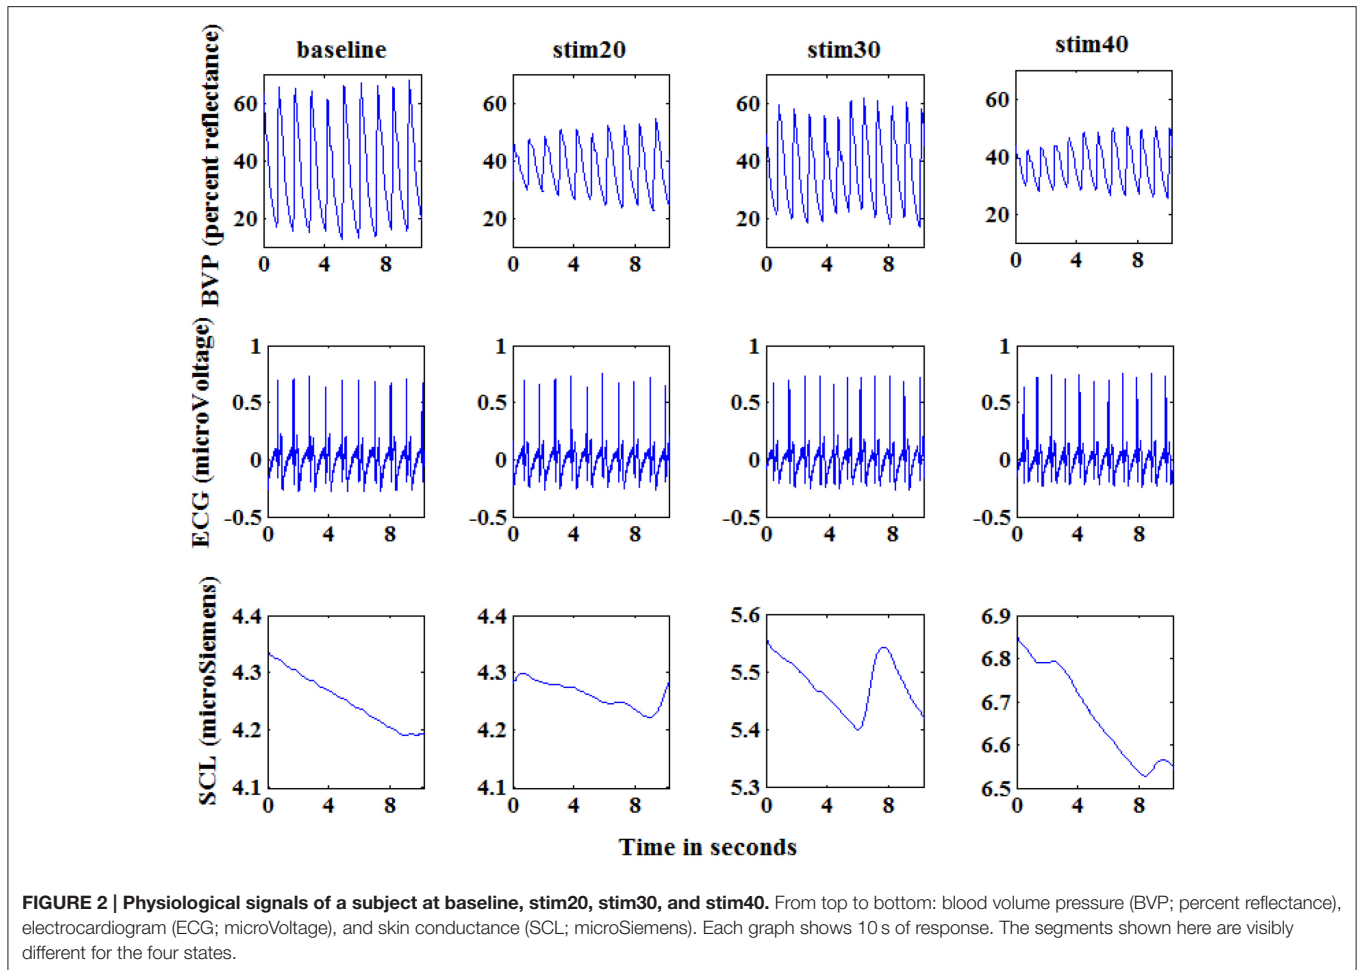 baseline stim20 stim30 stim40
BVP (percent reflectance)
60 60 60 60
40 40 40 40
20 20 20 20
0 4 8 0 4 8 0 4 8 0 4 8
ECG (microVoltage)
1 1 1 1
0.5 0.5 0.5 0.5
0 0 0 0
-0.5 -0.5 -0.5 -0.5
0 4 8 0 4 8 0 4 8 0 4 8
SCL (microSiemens)
4.4 4.4 5.6 6.9
4.3 4.3 5.5 6.8
6.7
4.2 4.2 5.4 6.6
4.1 4.1 5.3 6.5
0 4 8 0 4 8 0 4 8 0 4 8
Time in seconds
FIGURE 2 | Physiological signals of a subject at baseline, stim20, stim30, and stim40. From top to bottom: blood volume pressure (BVP; percent reflectance),
electrocardiogram (ECG; microVoltage), and skin conductance (SCL; microSiemens). Each graph shows 10 s of response. The segments shown here are visibly
different for the four states.